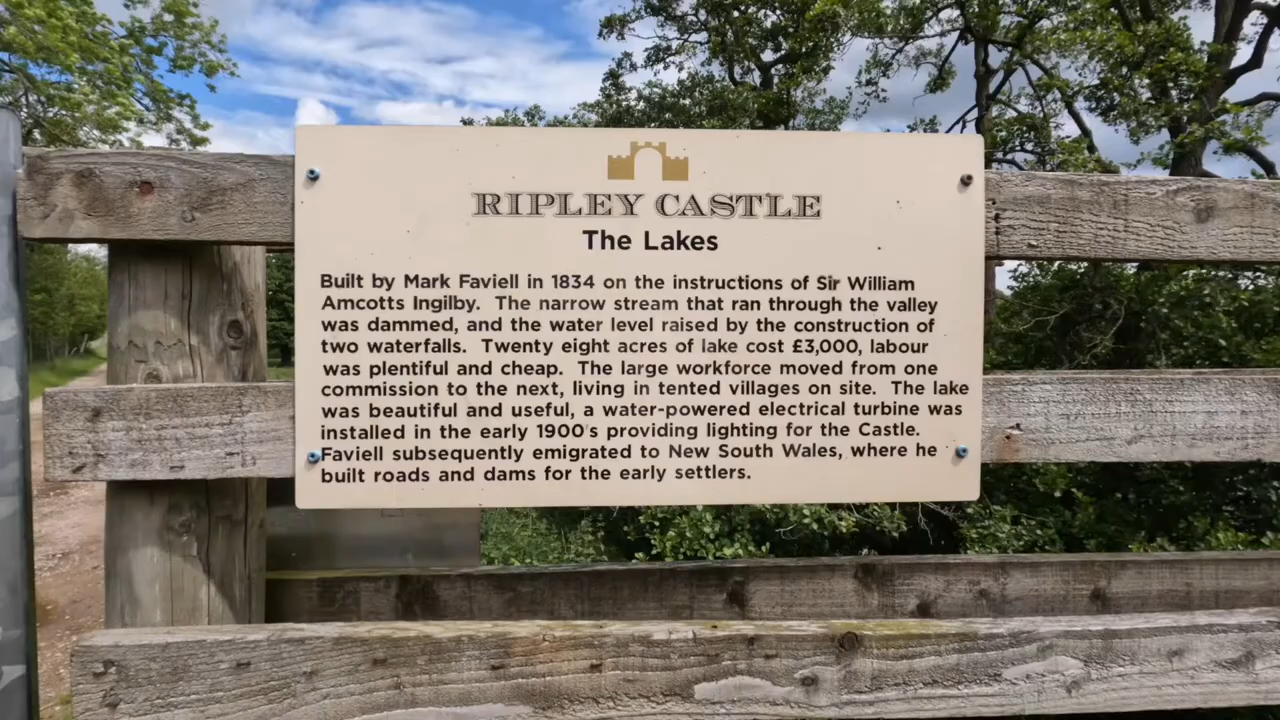 RIPLEY CASTLE
The Lakes
Built by Mark Faviell in 1834 on the instructions of Sir William
Amcotts Ingilby. The narrow stream that ran through the valley
was dammed, and the water level raised by the construction of
two waterfalls. Twenty eight acres of lake cost £3,000, labour
was plentiful and cheap. The large workforce moved from one
commission to the next, living in tented villages on site. The lake
was beautiful and useful, a water-powered electrical turbine was
installed in the early 1900's providing lighting for the Castle.
Faviell subsequently emigrated to New South Wales, where he
built roads and dams for the early settlers.